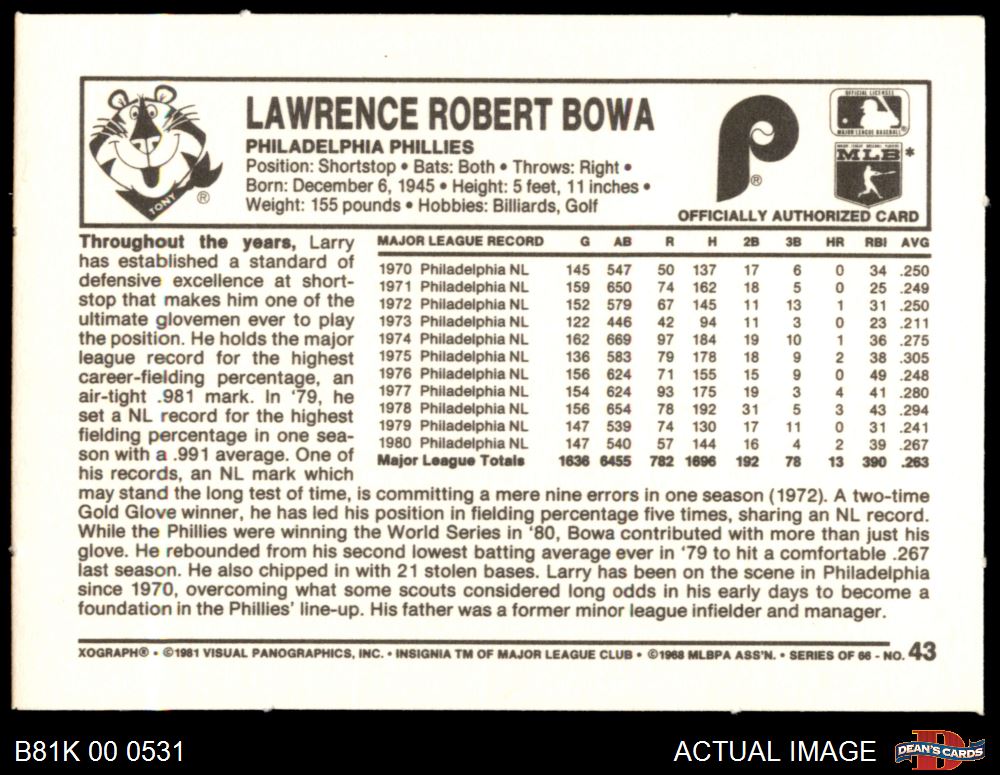 LAWRENCE ROBERT BOWA
PHILADELPHIA PHILLIES
Position: Shortstop • Bats: Both • Throws: Right •
Born: December 6, 1945 • Height: 5 feet, 11 inches •
Weight: 155 pounds • Hobbies: Billiards, Golf
TONY
®
®
OFFICIAL LICENSEE
MAJOR LEAGUE BASEBALL
MLB *
OFFICIALLY AUTHORIZED CARD
Throughout the years, Larry
has established a standard of
defensive excellence at short-
stop that makes him one of the
ultimate glovemen ever to play
the position. He holds the major
league record for the highest
career-fielding percentage, an
air-tight .981 mark. In '79, he
set a NL record for the highest
fielding percentage in one sea-
son with a .991 average. One of
his records, an NL mark which
MAJOR LEAGUE RECORD G AB R H 2B 3B HR RBI AVG
1970 Philadelphia NL 145 547 50 137 17 6 0 34 .250
1971 Philadelphia NL 159 650 74 162 18 5 0 25 .249
1972 Philadelphia NL 152 579 67 145 11 13 1 31 .250
1973 Philadelphia NL 122 446 42 94 11 3 0 23 .211
1974 Philadelphia NL 162 669 97 184 19 10 1 36 .275
1975 Philadelphia NL 136 583 79 178 18 9 2 38 .305
1976 Philadelphia NL 156 624 71 155 15 9 0 49 .248
1977 Philadelphia NL 154 624 93 175 19 3 4 41 .280
1978 Philadelphia NL 156 654 78 192 31 5 3 43 .294
1979 Philadelphia NL 147 539 74 130 17 11 0 31 .241
1980 Philadelphia NL 147 540 57 144 16 4 2 39 .267
Major League Totals 1636 6455 782 1696 192 78 13 390 .263
may stand the long test of time, is committing a mere nine errors in one season (1972). A two-time
Gold Glove winner, he has led his position in fielding percentage five times, sharing an NL record.
While the Phillies were winning the World Series in '80, Bowa contributed with more than just his
glove. He rebounded from his second lowest batting average ever in '79 to hit a comfortable .267
last season. He also chipped in with 21 stolen bases. Larry has been on the scene in Philadelphia
since 1970, overcoming what some scouts considered long odds in his early days to become a
foundation in the Phillies' line-up. His father was a former minor league infielder and manager.
XOGRAPH® • ©1981 VISUAL PANOGRAPHICS, INC. • INSIGNIA TM OF MAJOR LEAGUE CLUB • ©1968 MLBPA ASS'N. • SERIES OF 66 - NO. 43
B81K 00 0531
ACTUAL IMAGE
DEAN'S CARDS